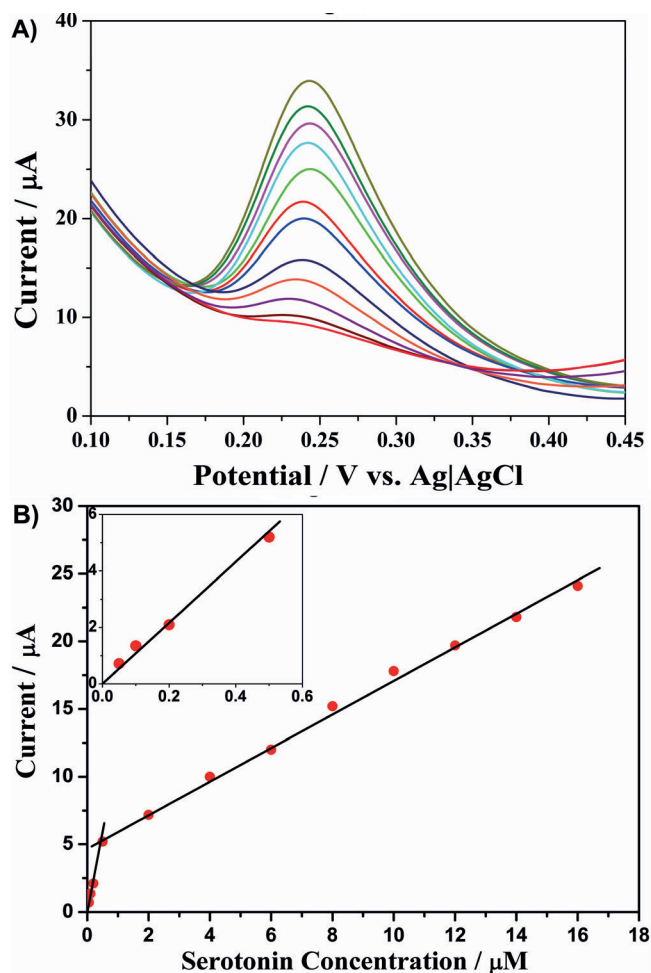 A)
40
30
20
10
0
Current / μA
0.10 0.15 0.20 0.25 0.30 0.35 0.40 0.45
Potential / V vs. Ag|AgCl
B)
30
25
20
15
10
5
0
Current / μA
6
4
2
0
0.0 0.2 0.4 0.6
0 2 4 6 8 10 12 14 16 18
Serotonin Concentration / μM